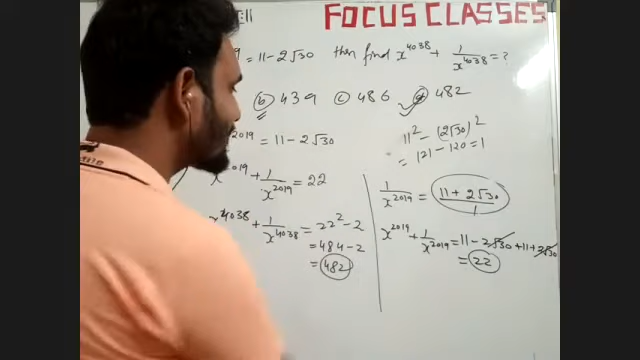 FOCUS CLASSES
9 = 11 - 2√30 then find x^4038 + 1/x^4038 = ?
(b) 439 (c) 486 (d) 482
2019 = 11 - 2√30
x^2019 + 1/x^2019 = 22
x^4038 + 1/x^4038 = 22² - 2
= 484 - 2
= 482
11² - (2√30)²
= 121 - 120 = 1
1/x^2019 = (11 + 2√30)/1
x^2019 + 1/x^2019 = 11 - 2√30 + 11 + 2√30
= 22